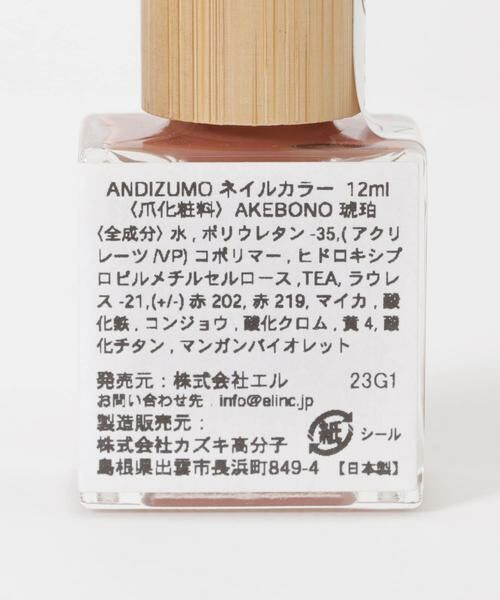 ANDIZUMO ネイルカラー 12ml
〈爪化粧料〉 AKEBONO 琥珀
〈全成分〉水 , ポリウレタン -35,( アクリ
レーツ /VP) コポリマー , ヒドロキシプ
ロピルメチルセルロース ,TEA, ラウレ
ス -21,(+/-) 赤 202, 赤 219, マイカ , 酸
化鉄 , コンジョウ , 酸化クロム , 黄 4, 酸
化チタン , マンガンバイオレット
発売元 : 株式会社エル 23G1
お問い合わせ先 : info@elinc.jp
製造販売元 :
株式会社カズキ高分子 紙 シール
島根県出雲市長浜町849-4 【日本製】